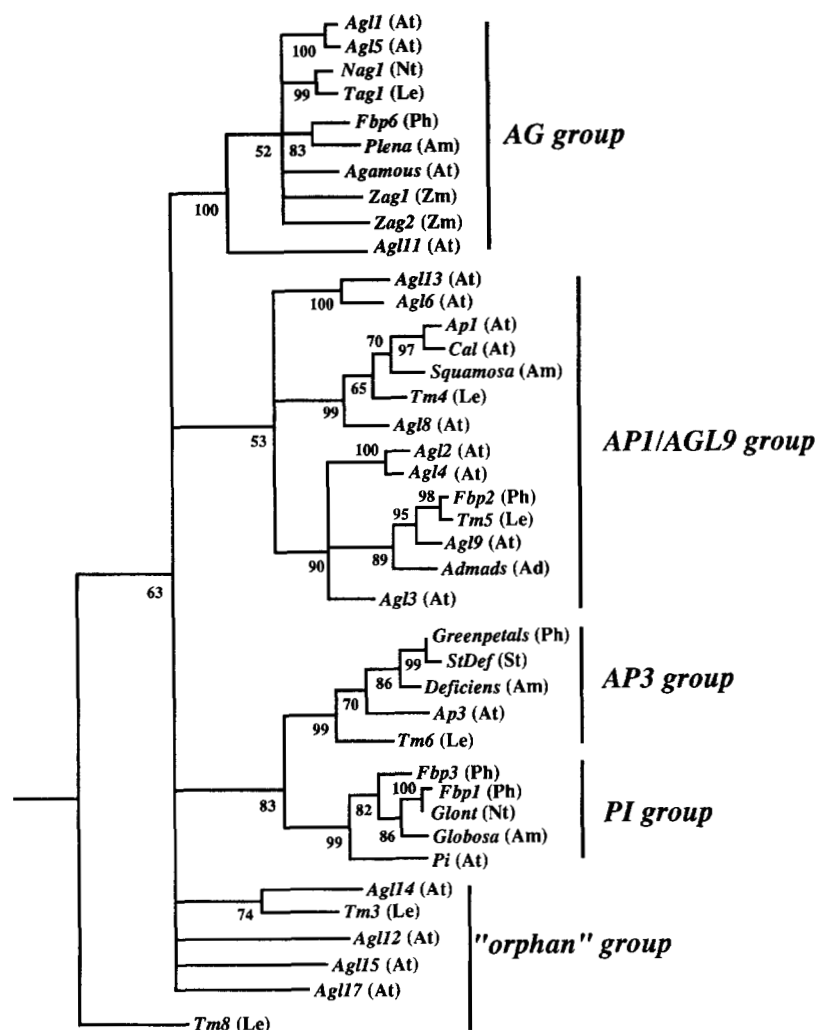 Agl1 (At)
Agl5 (At)
100
Nag1 (Nt)
99
Tag1 (Le)
Fbp6 (Ph)
52
83
Plena (Am)
AG group
Agamous (At)
Zag1 (Zm)
100
Zag2 (Zm)
Agl11 (At)
Agl13 (At)
100
Agl6 (At)
Ap1 (At)
70
97
Cal (At)
Squamosa (Am)
65
Tm4 (Le)
99
Agl8 (At)
53
AP1/AGL9 group
100
Agl2 (At)
Agl4 (At)
98
Fbp2 (Ph)
95
Tm5 (Le)
Agl9 (At)
90
89
Admads (Ad)
63
Agl3 (At)
Greenpetals (Ph)
99
StDef (St)
86
Deficiens (Am)
AP3 group
70
Ap3 (At)
99
Tm6 (Le)
Fbp3 (Ph)
83
100
Fbp1 (Ph)
82
Glont (Nt)
PI group
86
Globosa (Am)
99
Pi (At)
Agl14 (At)
74
Tm3 (Le)
Agl12 (At)
"orphan" group
Agl15 (At)
Agl17 (At)
Tm8 (Le)